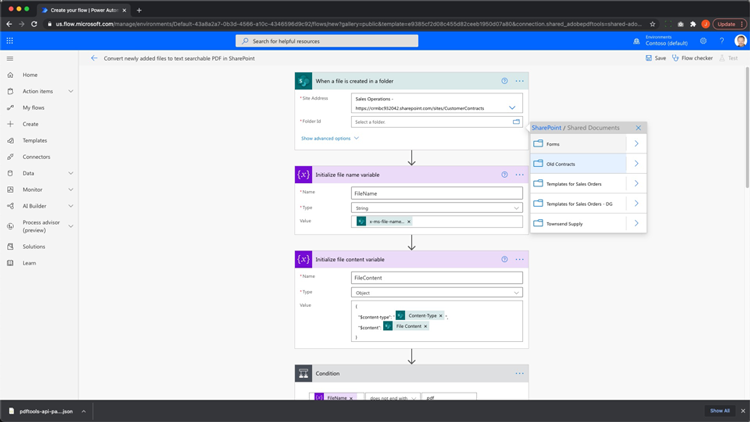 Create your flow | Power Autom
us.flow.microsoft.com/manage/environments/Default-43a8a2a7-0b3d-4566-a10c-4346596d9c92/flows/new?gallery=public&template=e9385cf2d08c455d82ceeb1960d07a80&connection.shared_adobepdftools=shared-ado...
Update
Search for helpful resources
Environments
Contoso (default)
Convert newly added files to text searchable PDF in SharePoint
Save
Flow checker
Test
Home
Action items
My flows
Create
Templates
Connectors
Data
Monitor
AI Builder
Process advisor
(preview)
Solutions
Learn
When a file is created in a folder
*Site Address
Sales Operations -
https://crmbc952042.sharepoint.com/sites/CustomerContracts
*Folder Id
Select a folder.
Show advanced options
Initialize file name variable
*Name
FileName
*Type
String
Value
x-ms-file-name...
Initialize file content variable
*Name
FileContent
*Type
Object
Value
{
"$content-type": " Content-Type ",
"$content": File Content
}
Condition
FileName
does not end with
.pdf
SharePoint / Shared Documents
Forms
Old Contracts
Templates for Sales Orders
Templates for Sales Orders - OG
Townsend Supply
pdftools-api-pa....json
Show All